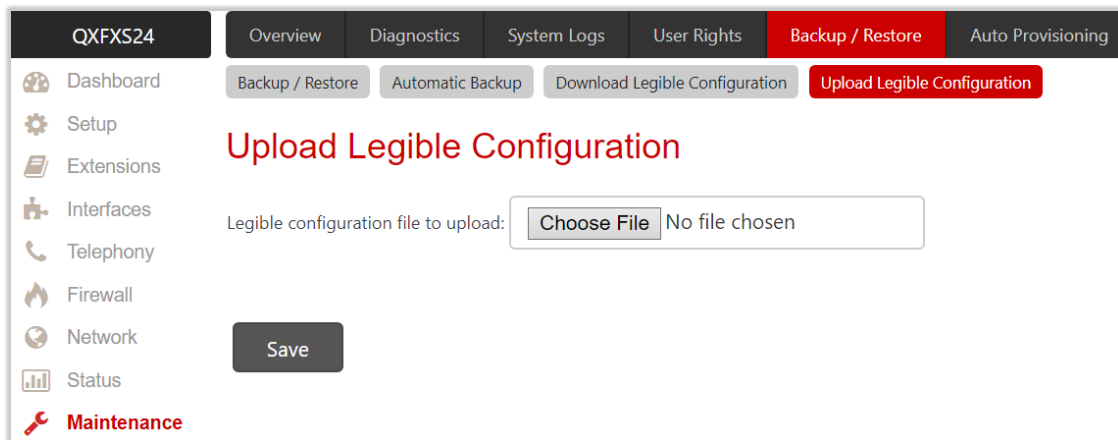 QXFXS24
Overview
Diagnostics
System Logs
User Rights
Backup / Restore
Auto Provisioning
Dashboard
Setup
Extensions
Interfaces
Telephony
Firewall
Network
Status
Maintenance
Backup / Restore
Automatic Backup
Download Legible Configuration
Upload Legible Configuration
Upload Legible Configuration
Legible configuration file to upload: Choose File No file chosen
Save